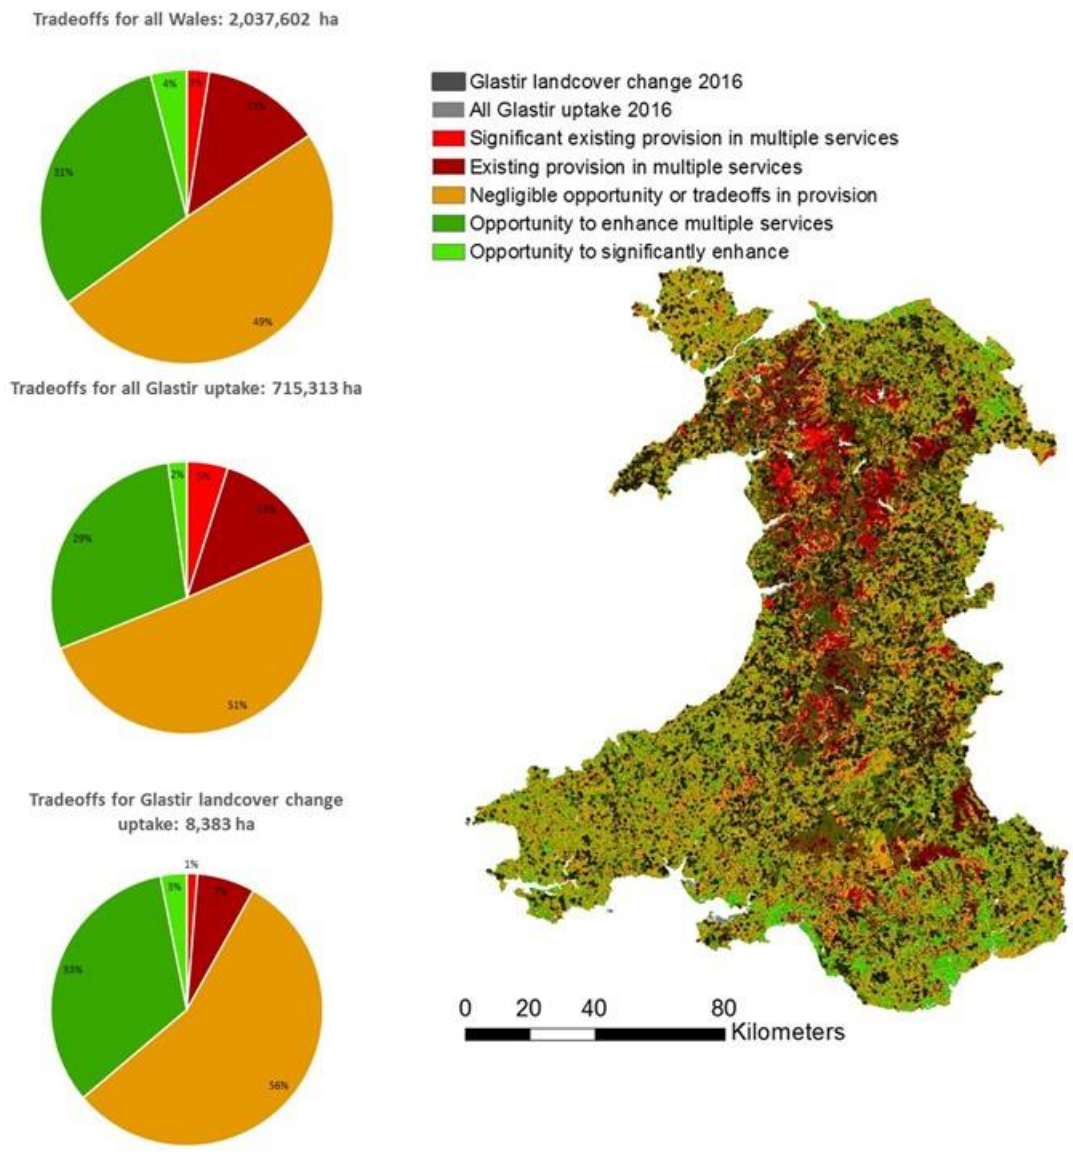 Tradeoffs for all Wales: 2,037,602 ha
4%
31%
49%
Glastir landcover change 2016
All Glastir uptake 2016
Significant existing provision in multiple services
Existing provision in multiple services
Negligible opportunity or tradeoffs in provision
Opportunity to enhance multiple services
Opportunity to significantly enhance
Tradeoffs for all Glastir uptake: 715,313 ha
2%
5%
13%
29%
51%
Tradeoffs for Glastir landcover change
uptake: 8,383 ha
1%
3%
7%
33%
56%
0 20 40 80
Kilometers